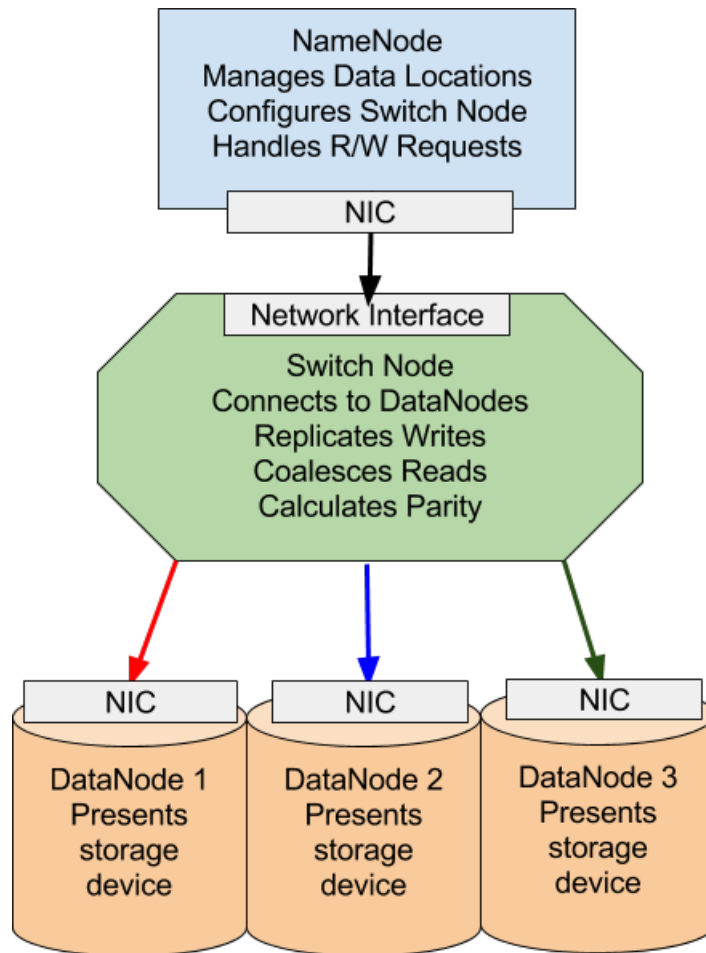 NameNode
Manages Data Locations
Configures Switch Node
Handles R/W Requests
NIC
Network Interface
Switch Node
Connects to DataNodes
Replicates Writes
Coalesces Reads
Calculates Parity
NIC
DataNode 1
Presents
storage
device
NIC
DataNode 2
Presents
storage
device
NIC
DataNode 3
Presents
storage
device